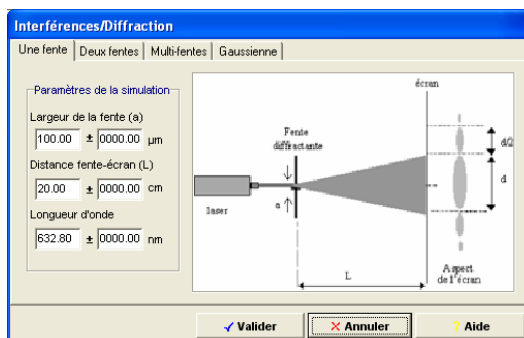 Interférences/Diffraction
Une fente Deux fentes Multi-fentes Gaussienne
Paramètres de la simulation
Largeur de la fente (a)
100.00 ± 0000.00 µm
Distance fente-écran (L)
20.00 ± 0000.00 cm
Longueur d'onde
632.80 ± 0000.00 nm
écran
Fente
diffractante
d/2
d
laser
a
L
Aspect
de l'écran
Valider
Annuler
? Aide